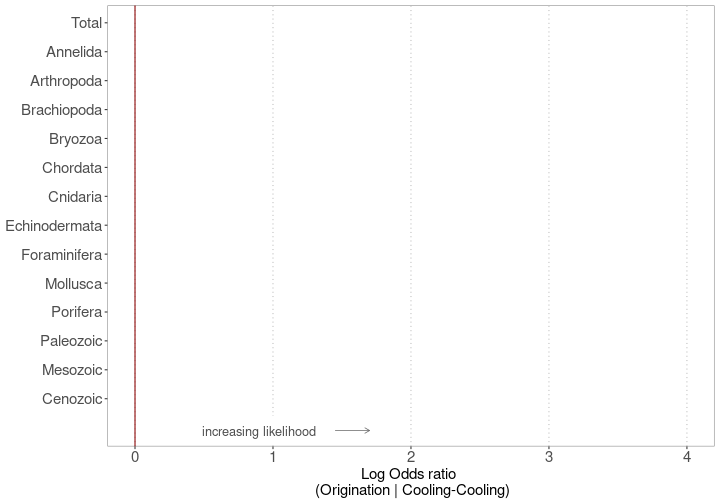 Total
Annelida
Arthropoda
Brachiopoda
Bryozoa
Chordata
Cnidaria
Echinodermata
Foraminifera
Mollusca
Porifera
Paleozoic
Mesozoic
Cenozoic
increasing likelihood
0 1 2 3 4
Log Odds ratio
(Origination | Cooling-Cooling)